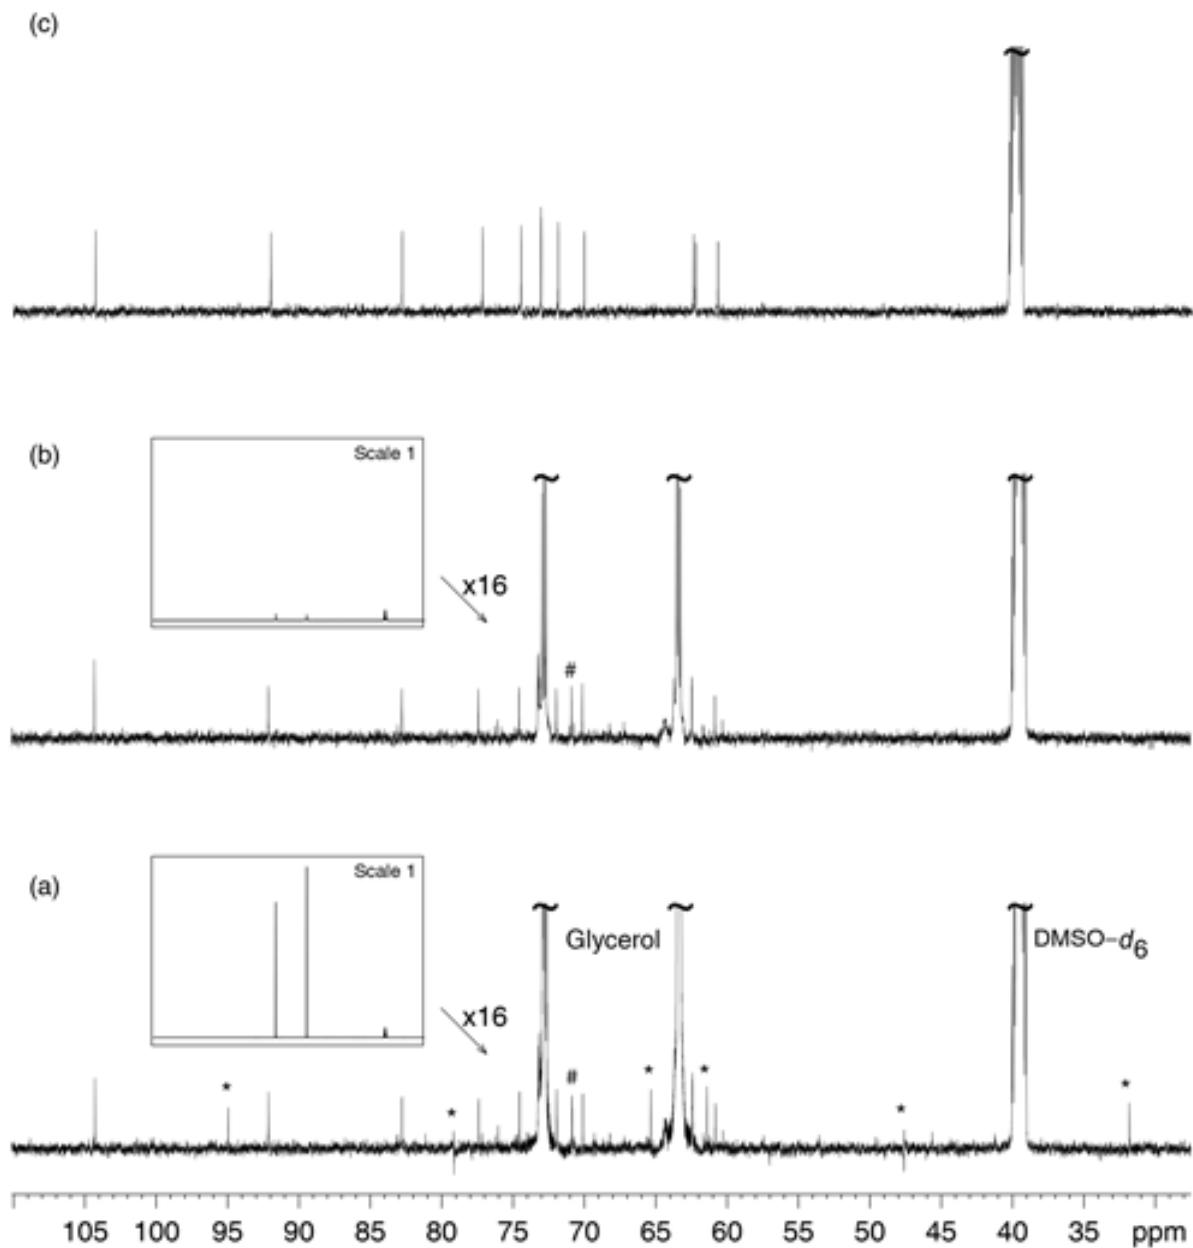 (c)
(b)
Scale 1
x16
#
(a)
Scale 1
x16
Glycerol
DMSO–d6
* * # * * * *
105 100 95 90 85 80 75 70 65 60 55 50 45 40 35 ppm